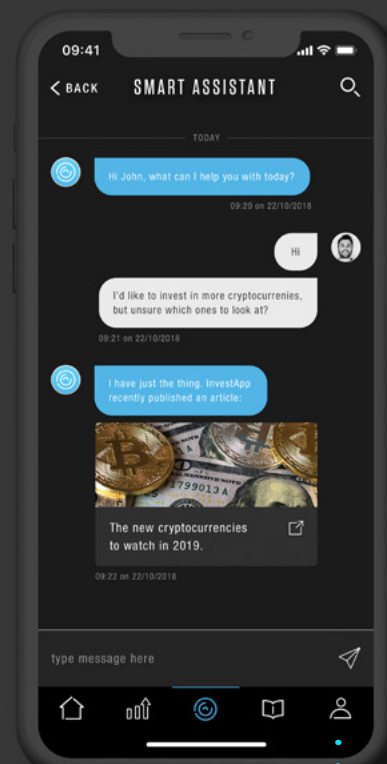 09:41
BACK
SMART ASSISTANT
TODAY
Hi John, what can I help you with today?
09:20 on 22/10/2018
Hi
I'd like to invest in more cryptocurrenies,
but unsure which ones to look at?
09:21 on 22/10/2018
I have just the thing. InvestApp
recently published an article:
1799013A
The new cryptocurrencies
to watch in 2019.
09:22 on 22/10/2018
type message here